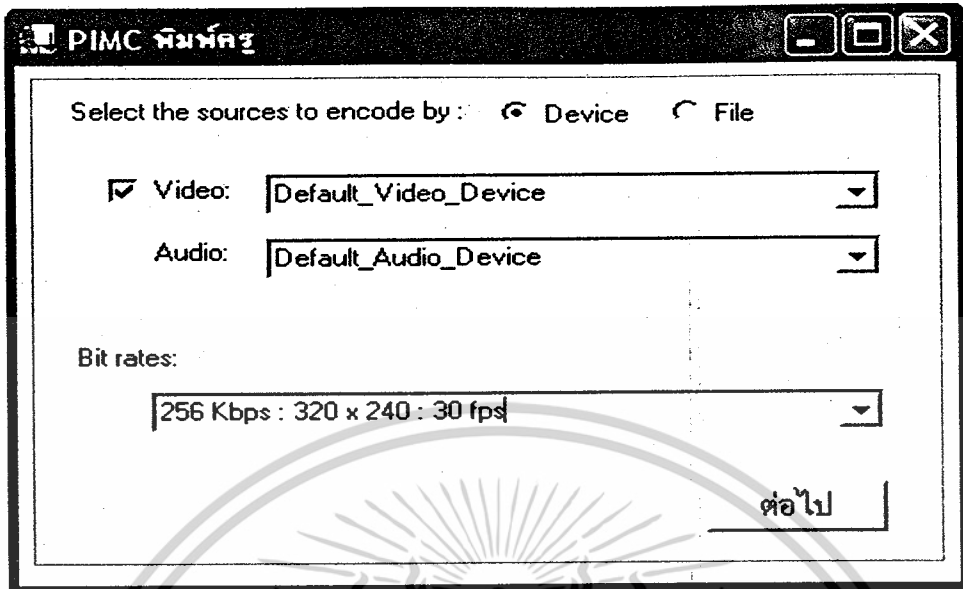 PIMC พิมพ์ครู
Select the sources to encode by : Device File
Video: Default_Video_Device
Audio: Default_Audio_Device
Bit rates:
256 Kbps : 320 x 240 : 30 fps
ต่อไป